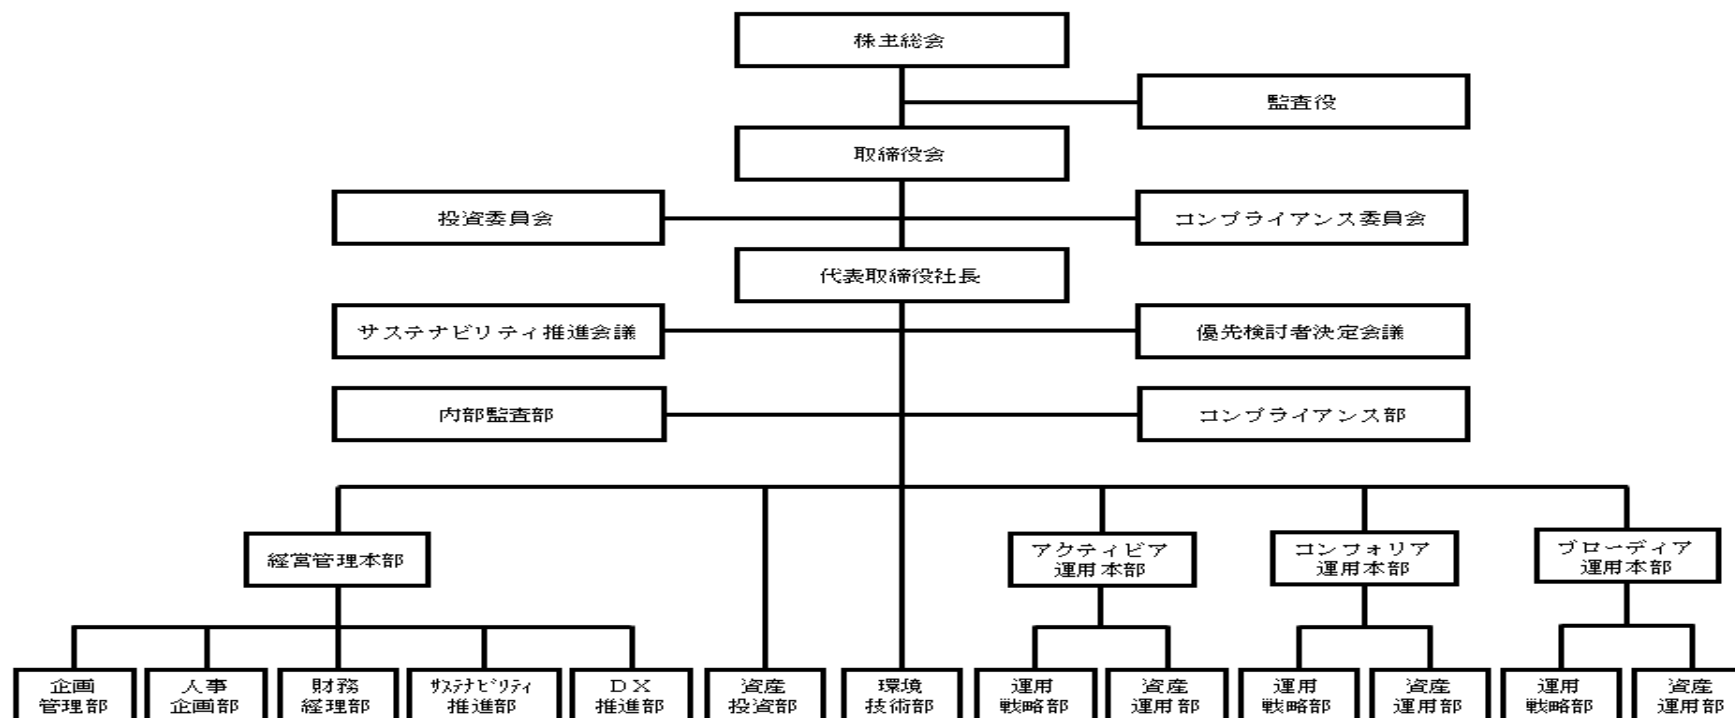 株主総会
監査役
取締役会
投資委員会
コンプライアンス委員会
代表取締役社長
サステナビリティ推進会議
優先検討者決定会議
内部監査部
コンプライアンス部
経営管理本部
アクティビア
運用本部
コンフォリア
運用本部
ブローディア
運用本部
企画
管理部
人事
企画部
財務
経理部
ｻｽﾃﾅﾋﾞﾘﾃｨ
推進部
ＤＸ
推進部
資産
投資部
環境
技術部
運用
戦略部
資産
運用部
運用
戦略部
資産
運用部
運用
戦略部
資産
運用部